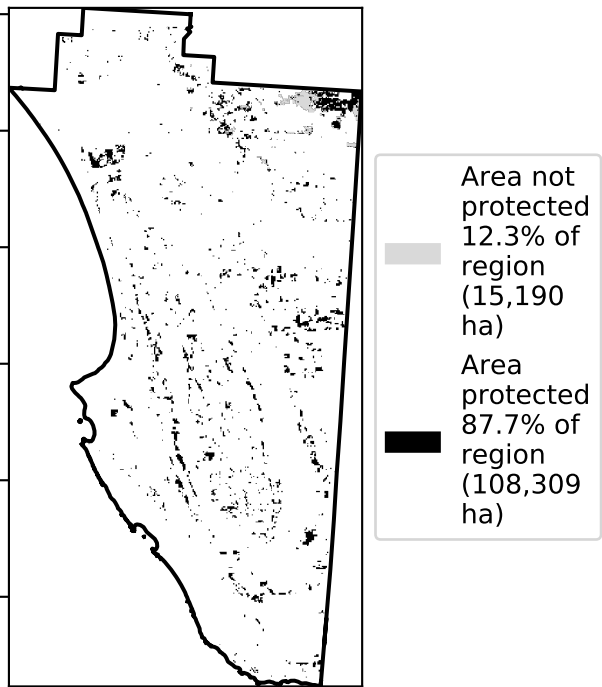 Area not
protected
12.3% of
region
(15,190
ha)
Area
protected
87.7% of
region
(108,309
ha)